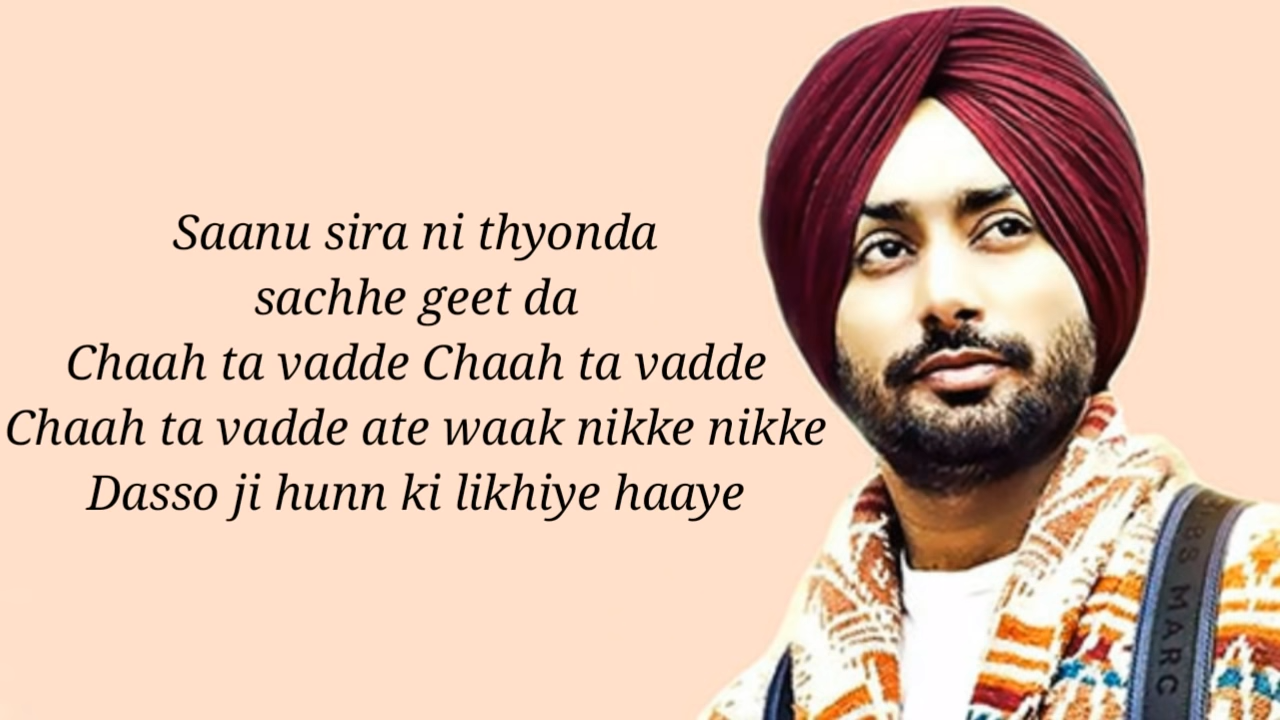 Saanu sira ni thyonda
sachhe geet da
Chaah ta vadde Chaah ta vadde
Chaah ta vadde ate waak nikke nikke
Dasso ji hunn ki likhiye haaye
MARC